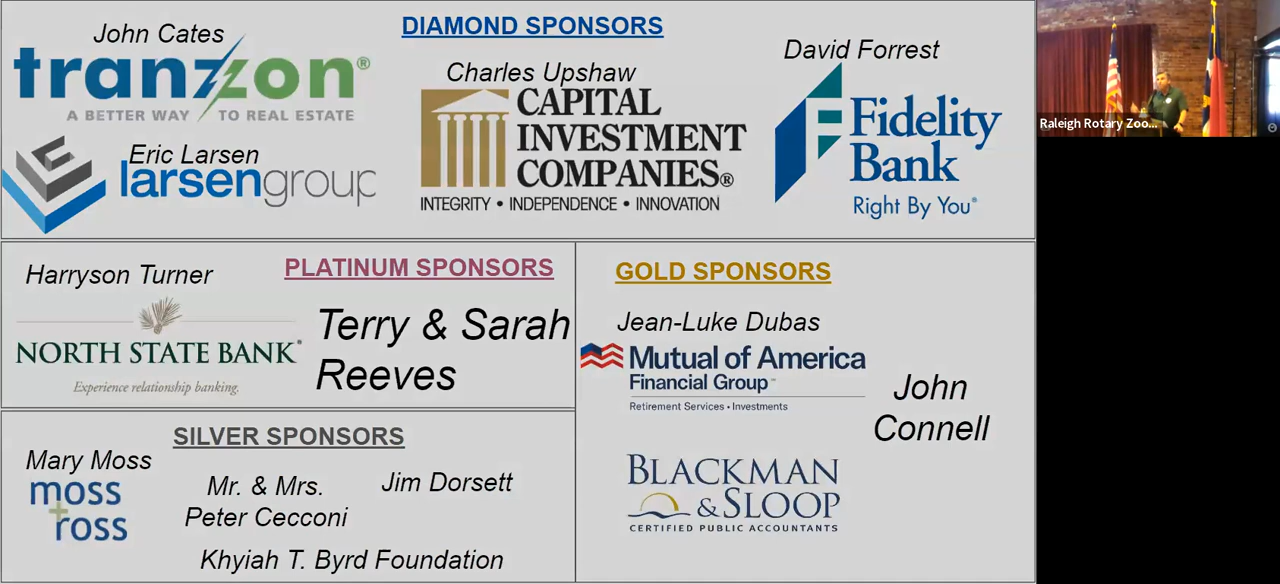 DIAMOND SPONSORS
John Cates
tranzon®
A BETTER WAY TO REAL ESTATE
Eric Larsen
larsengroup
Charles Upshaw
CAPITAL
INVESTMENT
COMPANIES®
INTEGRITY • INDEPENDENCE • INNOVATION
David Forrest
Fidelity
Bank
Right By You®
Raleigh Rotary Zoo...
PLATINUM SPONSORS
Harryson Turner
NORTH STATE BANK®
Experience relationship banking.
Terry & Sarah
Reeves
GOLD SPONSORS
Jean-Luke Dubas
Mutual of America
Financial Group™
Retirement Services • Investments
John
Connell
BLACKMAN
& SLOOP
CERTIFIED PUBLIC ACCOUNTANTS
SILVER SPONSORS
Mary Moss
moss
+
ross
Mr. & Mrs.
Peter Cecconi
Jim Dorsett
Khyiah T. Byrd Foundation